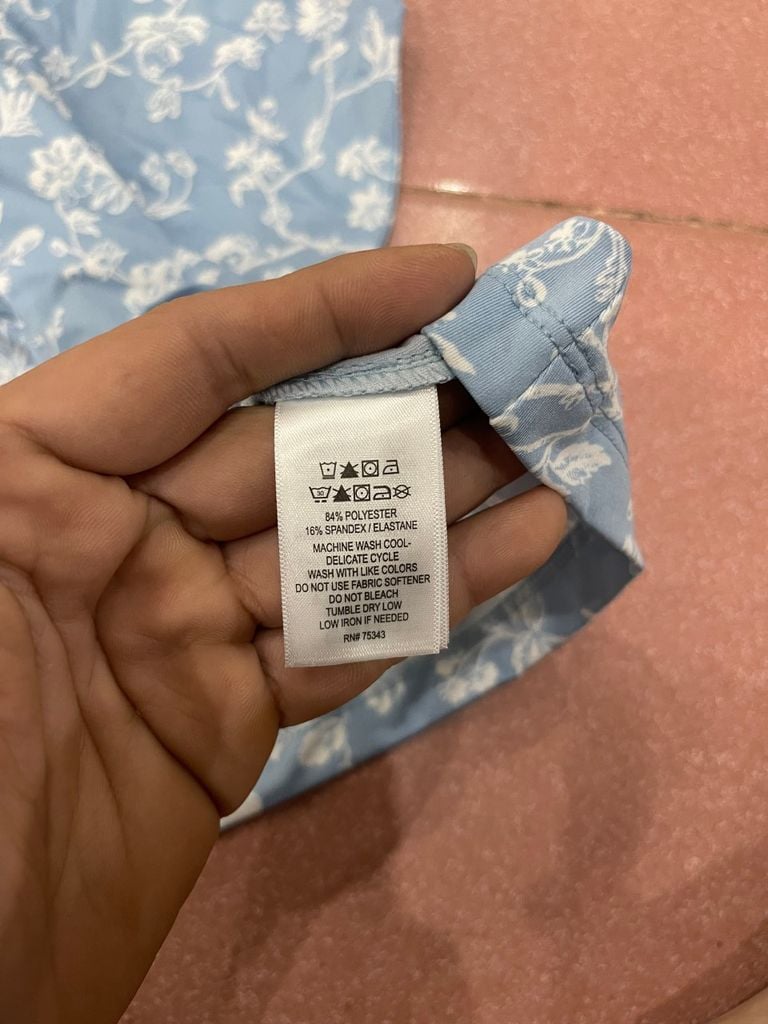 30
84% POLYESTER
16% SPANDEX / ELASTANE
MACHINE WASH COOL-
DELICATE CYCLE
WASH WITH LIKE COLORS
DO NOT USE FABRIC SOFTENER
DO NOT BLEACH
TUMBLE DRY LOW
LOW IRON IF NEEDED
RN# 75343